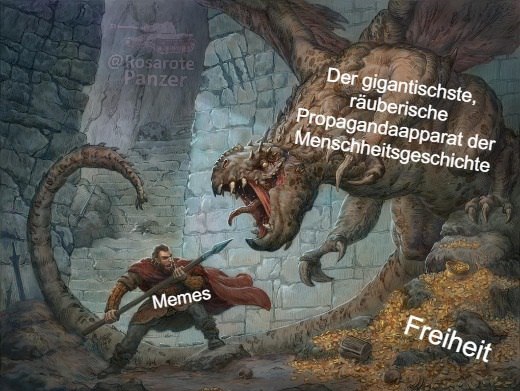 @Rosarote
Panzer
Der gigantischste,
räuberische
Propagandaapparat der
Menschheitsgeschichte
Memes
Freiheit